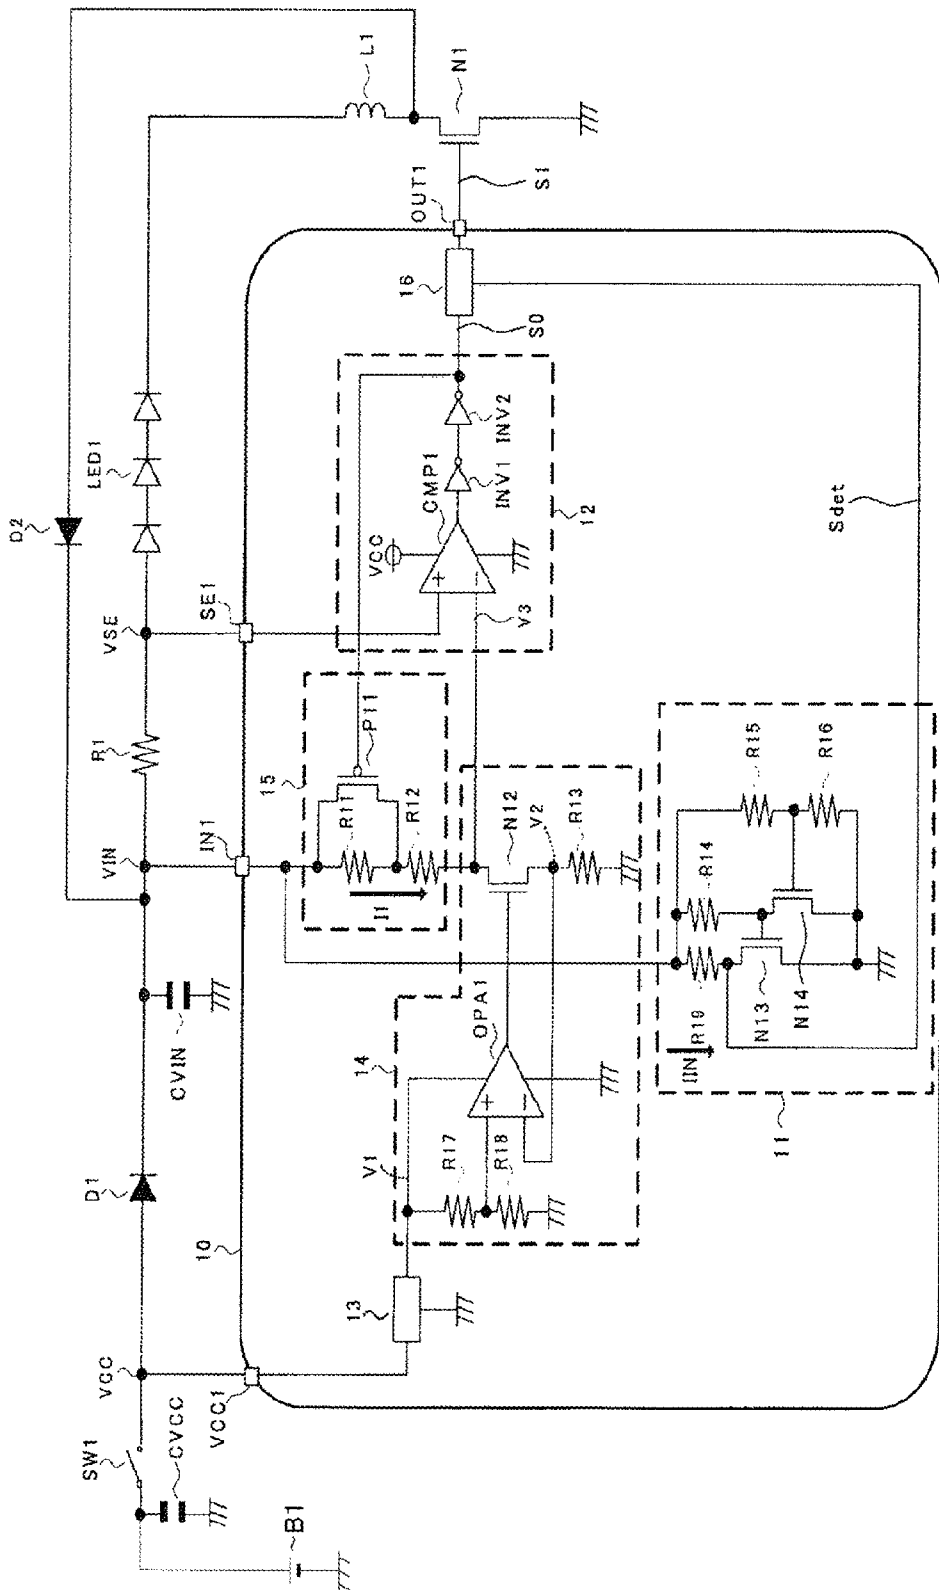 D2
LED1
L1
N1
S1
OUT1
16
S0
VSE
SE1
VCC
CMP1
INV1
INV2
12
V3
Sdet
R1
VIN
IN1
15
P11
R11
R12
I1
N12
V2
R13
CVIN
D1
10
14
OPA1
V1
R17
R18
13
R14
R15
R16
R19
IIN
N13
N14
11
VCC
VCC1
SW1
CVCC
B1